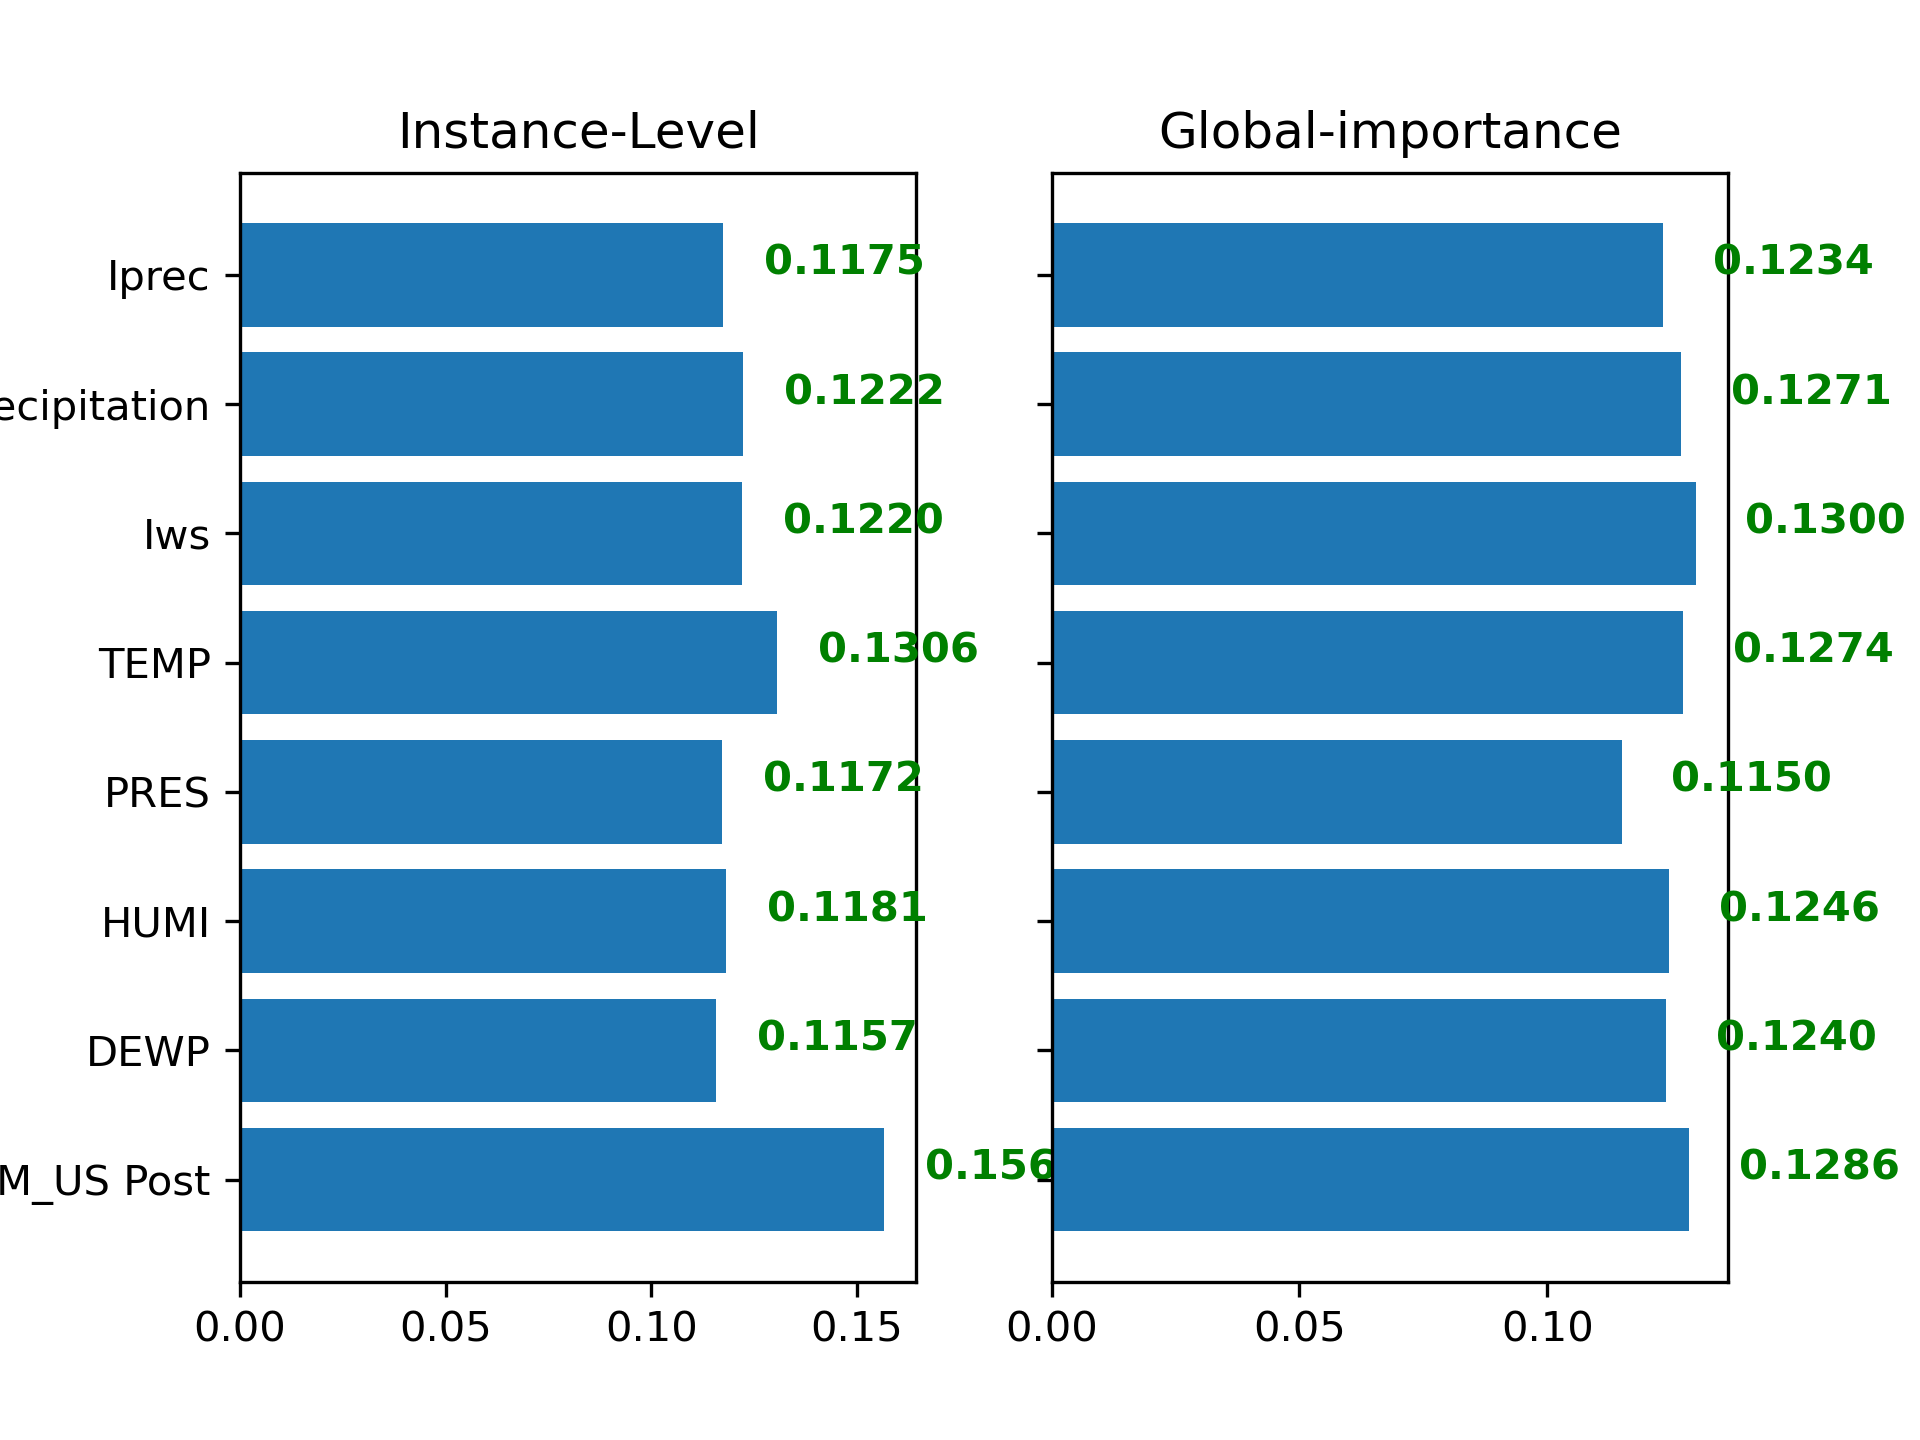 Instance-Level
Global-importance
Iprec
0.1175
0.1234
ecipitation
0.1222
0.1271
Iws
0.1220
0.1300
TEMP
0.1306
0.1274
PRES
0.1172
0.1150
HUMI
0.1181
0.1246
DEWP
0.1157
0.1240
M_US Post
0.156
0.1286
0.00 0.05 0.10 0.15
0.00 0.05 0.10